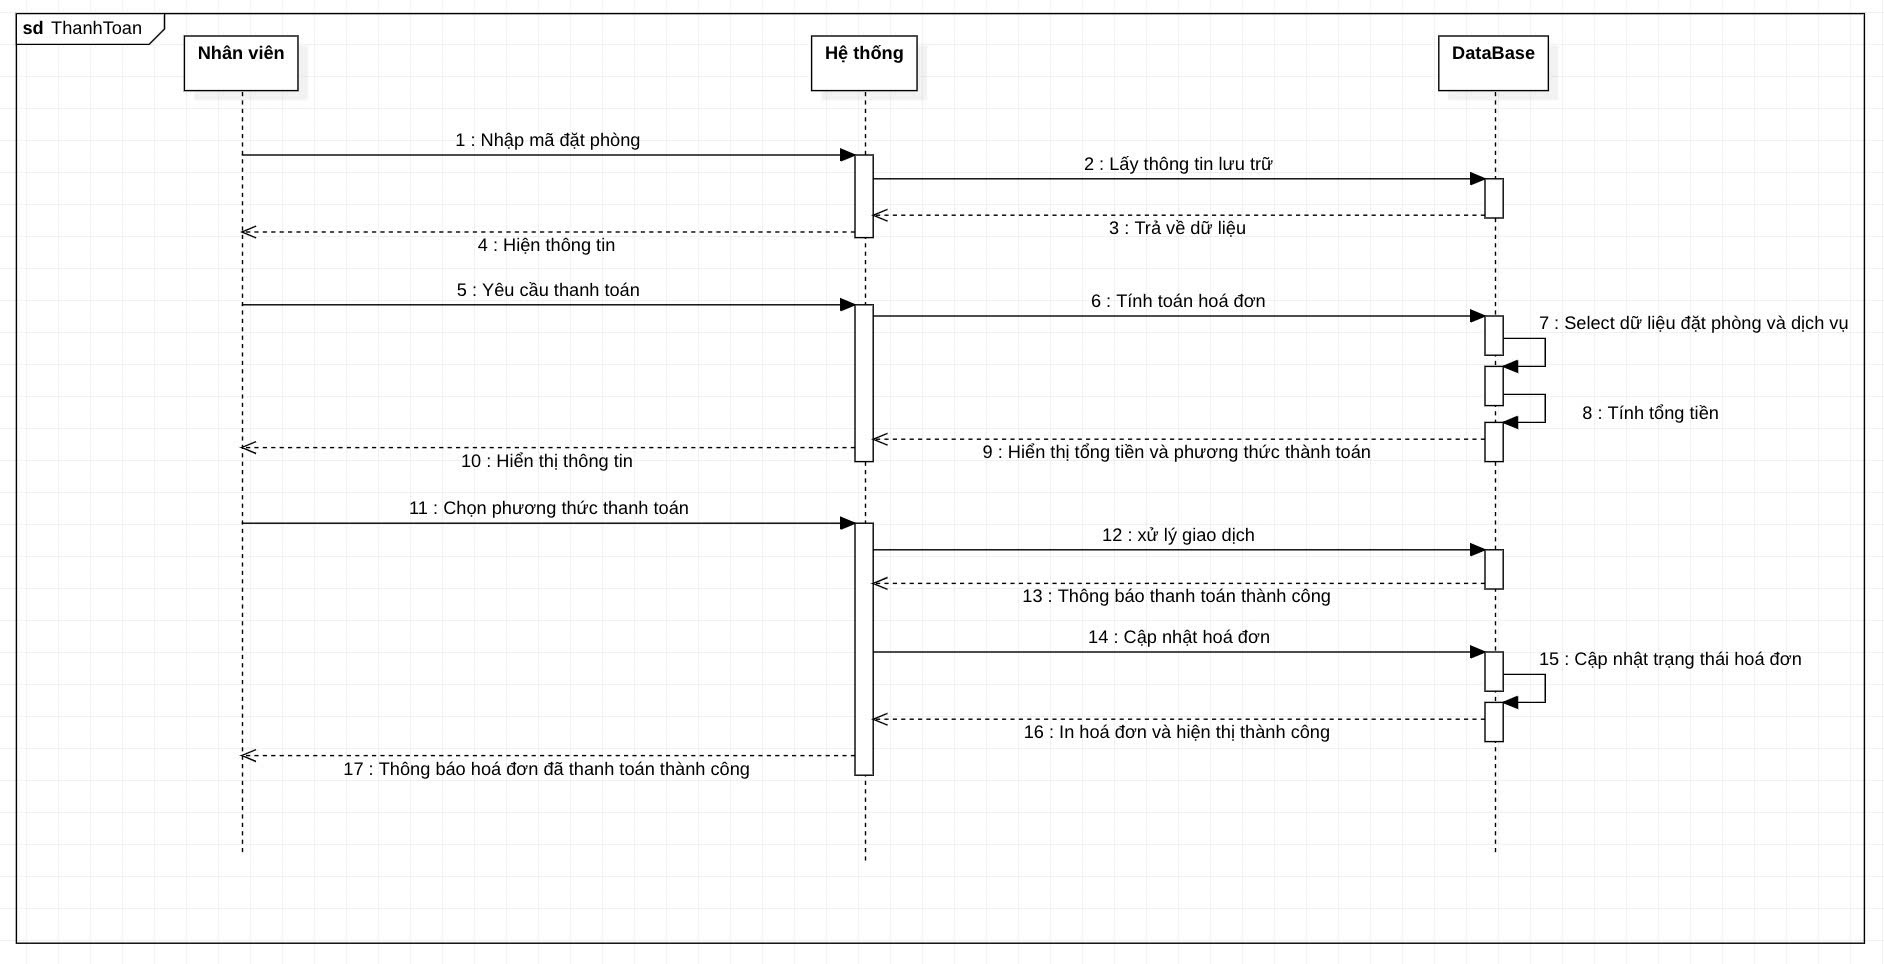 sd ThanhToan
Nhân viên
Hệ thống
DataBase
1 : Nhập mã đặt phòng
2 : Lấy thông tin lưu trữ
3 : Trả về dữ liệu
4 : Hiện thông tin
5 : Yêu cầu thanh toán
6 : Tính toán hoá đơn
7 : Select dữ liệu đặt phòng và dịch vụ
8 : Tính tổng tiền
9 : Hiển thị tổng tiền và phương thức thành toán
10 : Hiển thị thông tin
11 : Chọn phương thức thanh toán
12 : xử lý giao dịch
13 : Thông báo thanh toán thành công
14 : Cập nhật hoá đơn
15 : Cập nhật trạng thái hoá đơn
16 : In hoá đơn và hiện thị thành công
17 : Thông báo hoá đơn đã thanh toán thành công